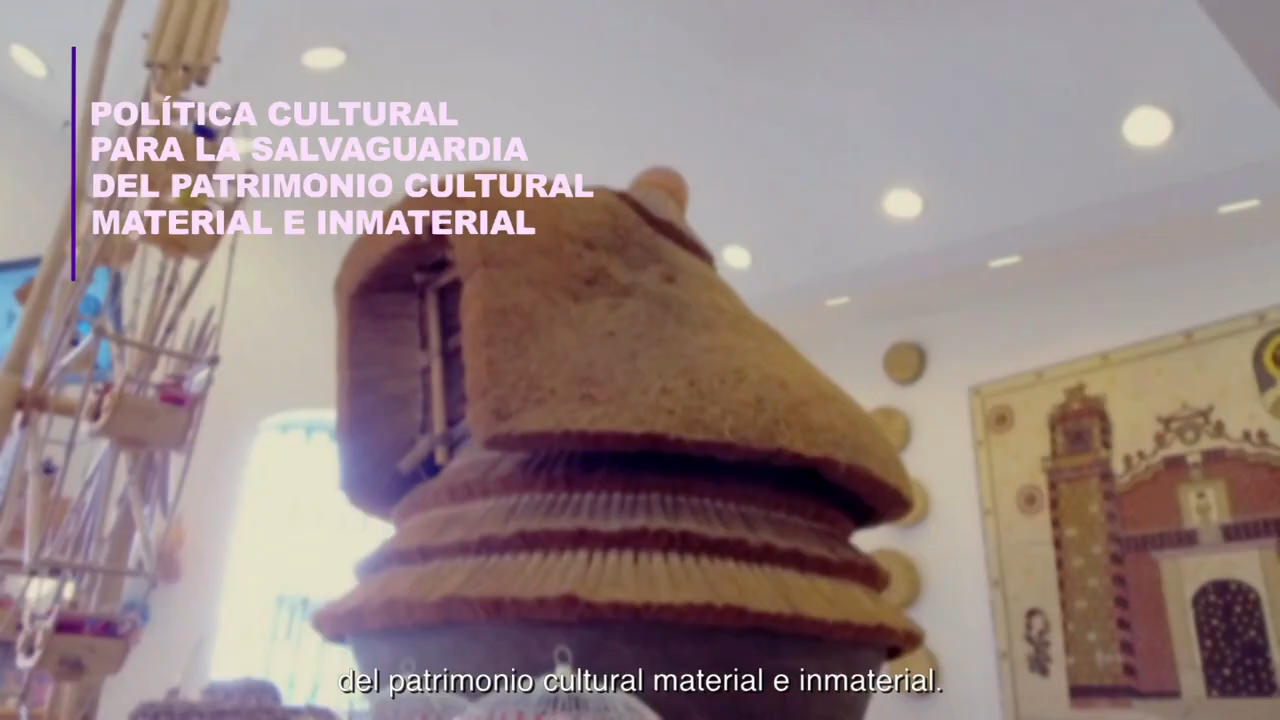 POLÍTICA CULTURAL
PARA LA SALVAGUARDIA
DEL PATRIMONIO CULTURAL
MATERIAL E INMATERIAL
del patrimonio cultural material e inmaterial.